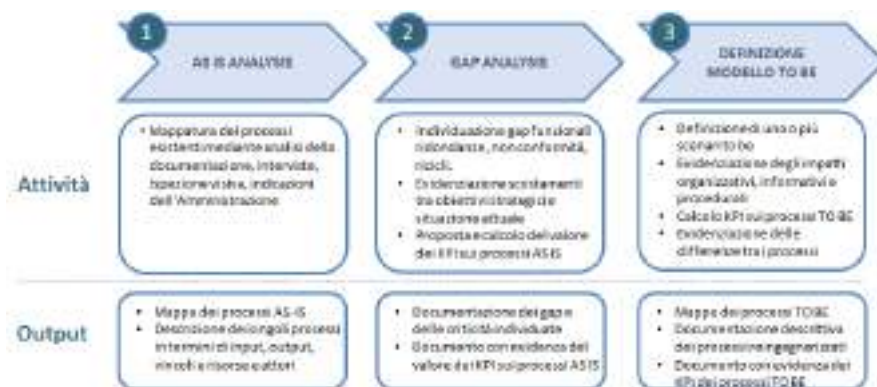 1
AS IS ANALYSIS
2
GAP ANALYSIS
3
DEFINIZIONE
MODELLO TO BE
Attività
• Mappatura dei processi
esistenti mediante analisi della
documentazione, interviste,
ispezione visiva, indicazioni
dell'Amministrazione
• Individuazione gap funzionali
ridondanze, non conformità,
ricicli.
• Evidenziazione scostamenti
tra obiettivi strategici e
situazione attuale
• Proposta e calcolo del valore
dei KPI sui processi AS IS
• Definizione di uno o più
scenari to be
• Evidenziazione degli impatti
organizzativi, informativi e
procedurali
• Calcolo KPI sui processi TO BE
• Evidenziazione delle
differenze tra i processi
Output
• Mappa dei processi AS-IS
• Descrizione dei singoli processi
in termini di input, output,
vincoli e risorse e attori
• Documentazione dei gap e
delle criticità individuate
• Documento con evidenza del
valore dei KPI sui processi AS IS
• Mappe dei processi TO BE
• Documentazione descrittiva
dei processi reingegnerizzati
• Documento con evidenza dei
KPI dei processi TO BE